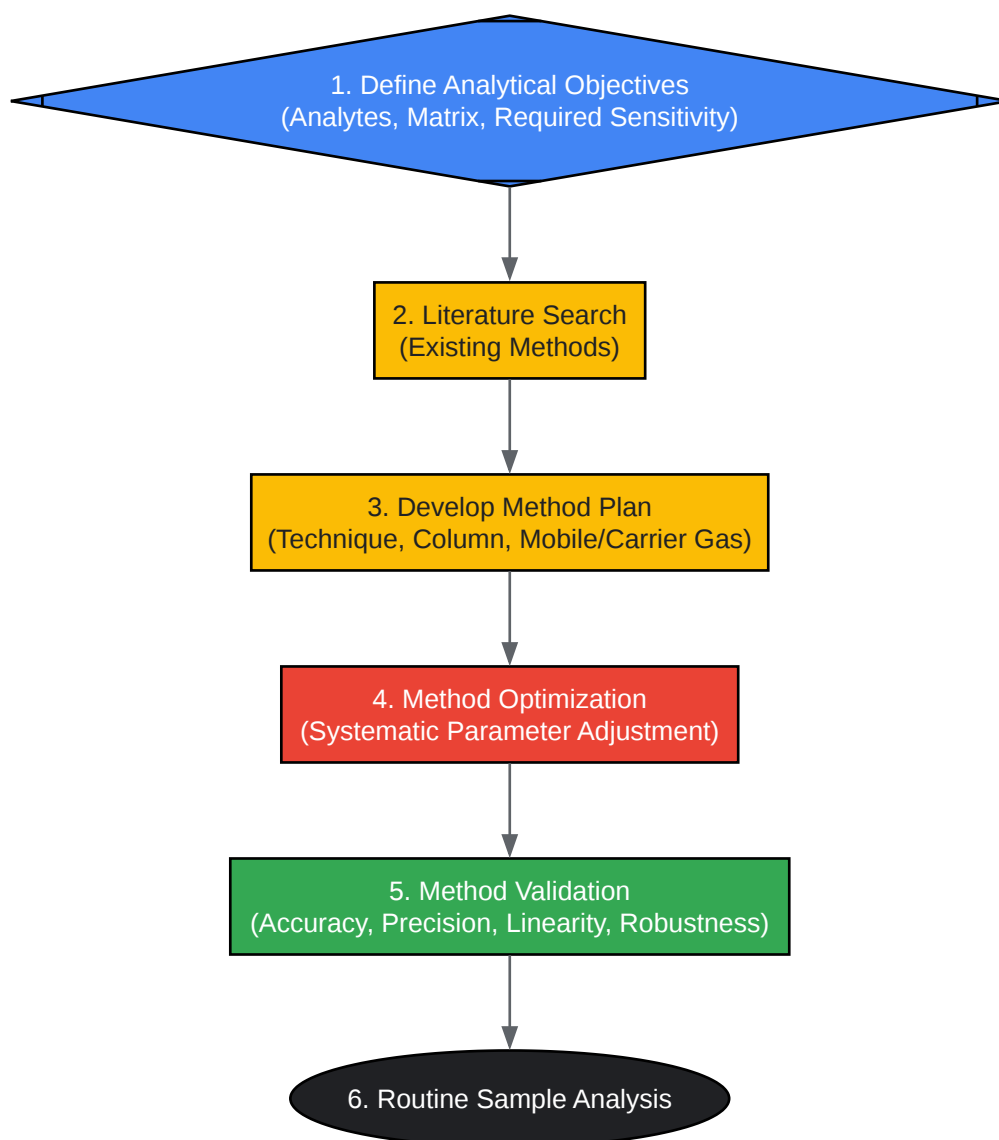 1. Define Analytical Objectives
(Analytes, Matrix, Required Sensitivity)
2. Literature Search
(Existing Methods)
3. Develop Method Plan
(Technique, Column, Mobile/Carrier Gas)
4. Method Optimization
(Systematic Parameter Adjustment)
5. Method Validation
(Accuracy, Precision, Linearity, Robustness)
6. Routine Sample Analysis